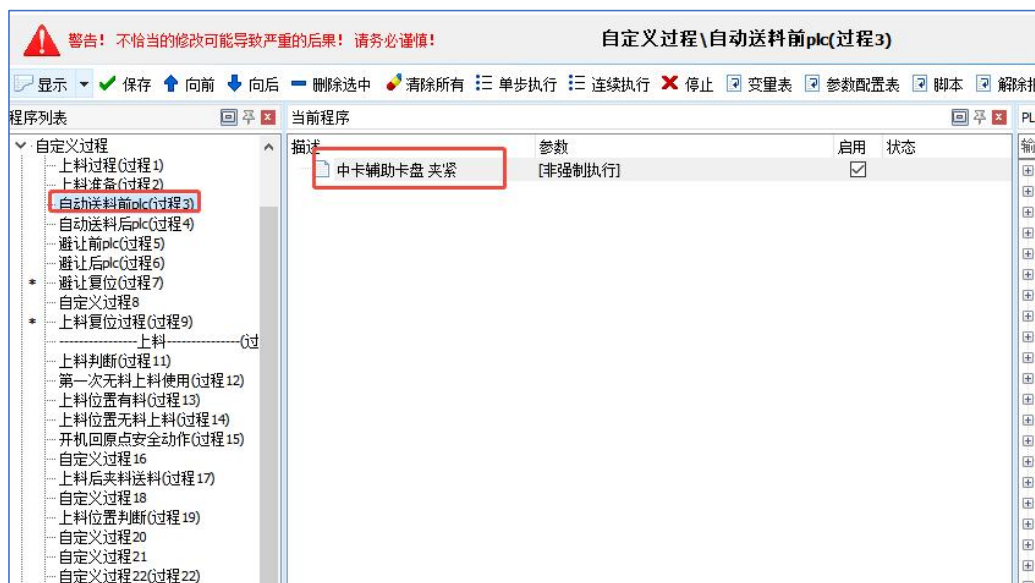 警告！不恰当的修改可能导致严重的后果！请务必谨慎！
自定义过程\自动送料前plc(过程3)
显示 保存 向前 向后 删除选中 清除所有 单步执行 连续执行 停止 变量表 参数配置表 脚本 解除报
程序列表
当前程序
PL
描述 参数 启用 状态
输
中卡辅助卡盘 夹紧 [非强制执行]
自定义过程
上料过程(过程1)
上料准备(过程2)
自动送料前plc(过程3)
自动送料后plc(过程4)
避让前plc(过程5)
避让后plc(过程6)
* 避让复位(过程7)
自定义过程8
* 上料复位过程(过程9)
---------------上料---------------(过
上料判断(过程11)
第一次无料上料使用(过程12)
上料位置有料(过程13)
上料位置无料上料(过程14)
开机回原点安全动作(过程15)
自定义过程16
上料后夹料送料(过程17)
自定义过程18
上料位置判断(过程19)
自定义过程20
自定义过程21
自定义过程22(过程22)